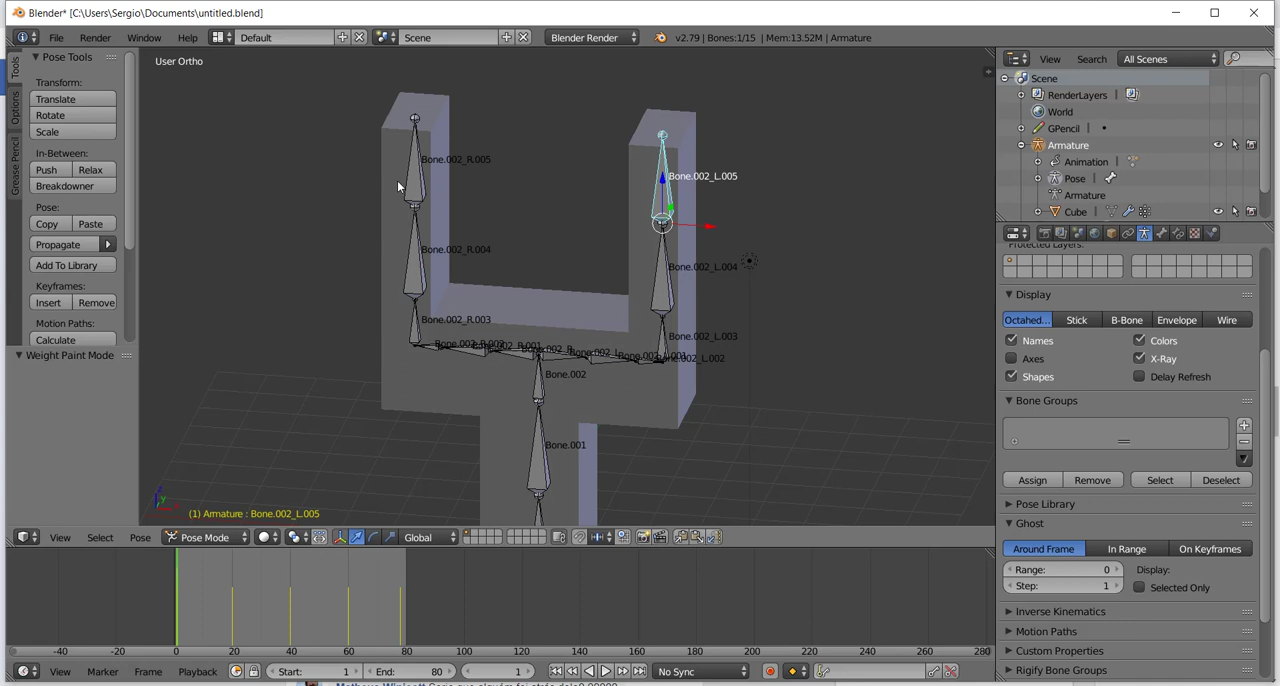 Blender* [C:\Users\Sergio\Documents\untitled.blend]
File Render Window Help Default Scene Blender Render v2.79 | Bones:1/15 | Mem:13.52M | Armature
Tools
Options
Grease Pencil
Pose Tools
Transform:
Translate
Rotate
Scale
In-Between:
Push Relax
Breakdowner
Pose:
Copy Paste
Propagate
Add To Library
Keyframes:
Insert Remove
Motion Paths:
Calculate
Weight Paint Mode
User Ortho
Bone.002_R.005
Bone.002_L.005
Bone.002_R.004
Bone.002_L.004
Bone.002_R.003
Bone.002_L.003
Bone.002
Bone.001
(1) Armature : Bone.002_L.005
View Select Pose Pose Mode Global
-40 -20 0 20 40 60 80 100 120 140 160 180 200 220 240 260 280
View Marker Frame Playback Start: 1 End: 80 1 No Sync
View Search All Scenes
Scene
RenderLayers
World
GPencil
Armature
Animation
Pose
Armature
Cube
Protected Layers:
Display
Octahed... Stick B-Bone Envelope Wire
Names Colors
Axes X-Ray
Shapes Delay Refresh
Bone Groups
Assign Remove Select Deselect
Pose Library
Ghost
Around Frame In Range On Keyframes
Range: 0 Display:
Step: 1 Selected Only
Inverse Kinematics
Motion Paths
Custom Properties
Rigify Bone Groups